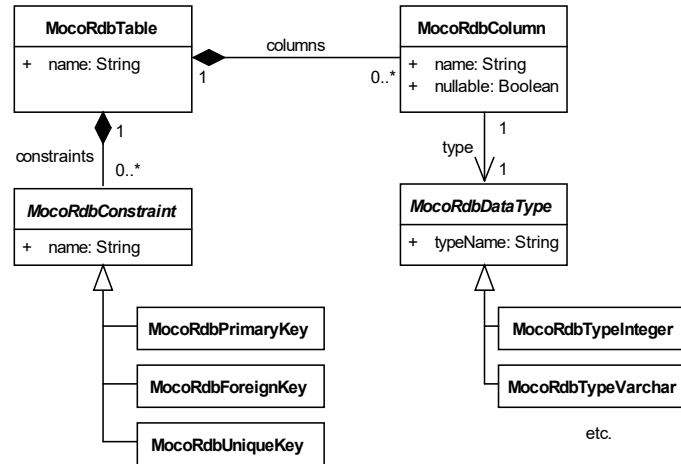 MocoRdbTable
+ name: String
columns
1
0..*
MocoRdbColumn
+ name: String
+ nullable: Boolean
1
constraints
0..*
1
type
1
MocoRdbConstraint
+ name: String
MocoRdbDataType
+ typeName: String
MocoRdbPrimaryKey
MocoRdbForeignKey
MocoRdbUniqueKey
MocoRdbTypeInteger
MocoRdbTypeVarchar
etc.